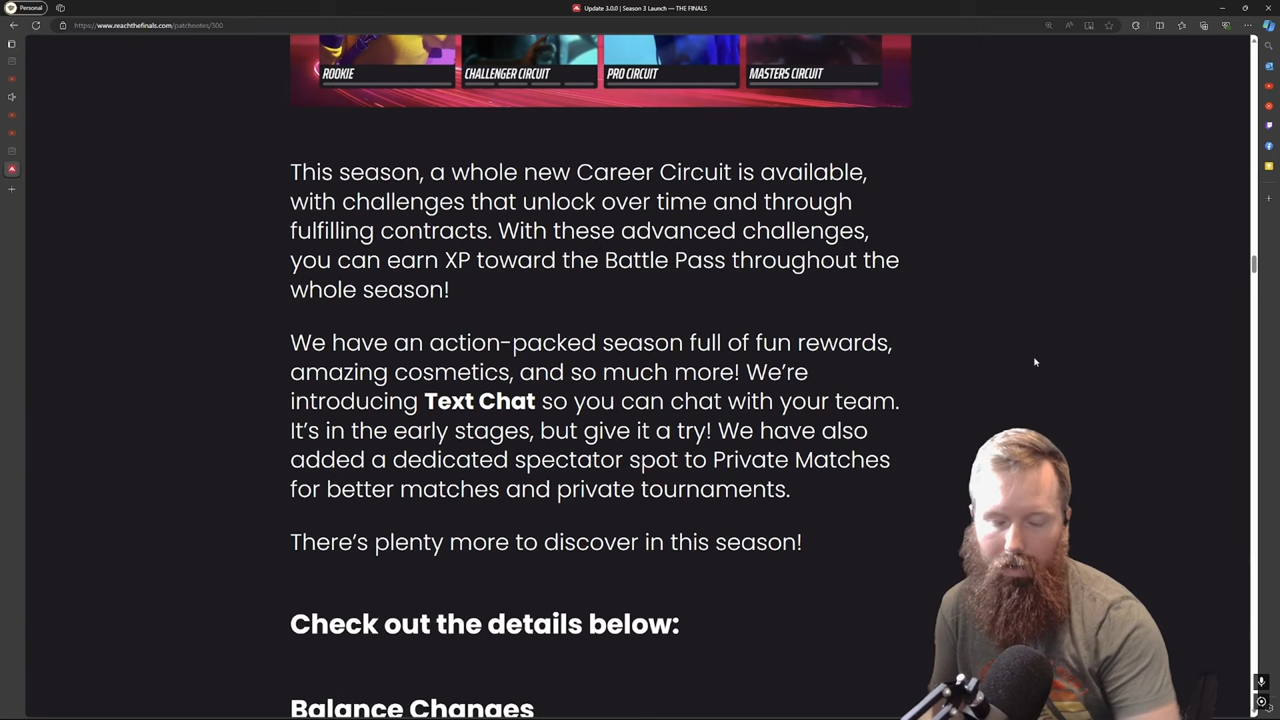 Personal
Update 3.0.0 | Season 3 Launch — THE FINALS
https://www.reachthefinals.com/patchnotes/300
ROOKIE
CHALLENGER CIRCUIT
PRO CIRCUIT
MASTERS CIRCUIT
This season, a whole new Career Circuit is available,
with challenges that unlock over time and through
fulfilling contracts. With these advanced challenges,
you can earn XP toward the Battle Pass throughout the
whole season!
We have an action-packed season full of fun rewards,
amazing cosmetics, and so much more! We’re
introducing Text Chat so you can chat with your team.
It’s in the early stages, but give it a try! We have also
added a dedicated spectator spot to Private Matches
for better matches and private tournaments.
There’s plenty more to discover in this season!
Check out the details below:
Balance Changes